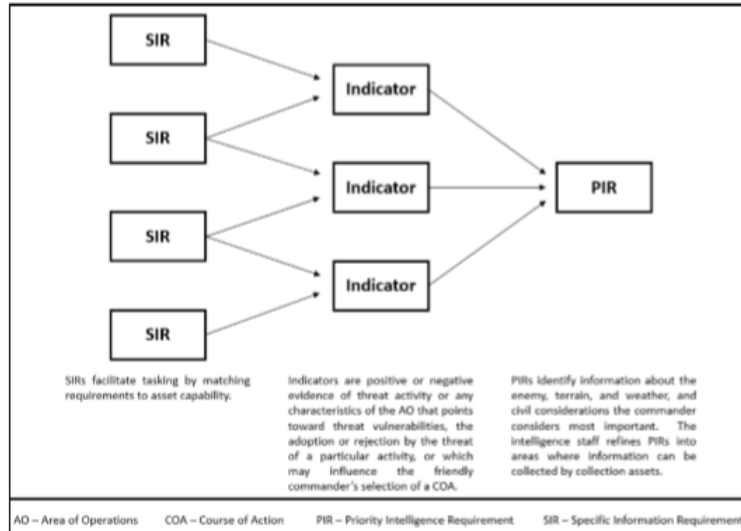 SIR
Indicator
SIR
Indicator
PIR
SIR
Indicator
SIR
SIRs facilitate tasking by matching
requirements to asset capability.
Indicators are positive or negative
evidence of threat activity or any
characteristics of the AO that points
toward threat vulnerabilities, the
adoption or rejection by the threat
of a particular activity, or which
may influence the friendly
commander's selection of a COA.
PIRs identify information about the
enemy, terrain, and weather, and
civil considerations the commander
considers most important. The
intelligence staff refines PIRs into
areas where information can be
collected by collection assets.
AO – Area of Operations COA – Course of Action PIR – Priority Intelligence Requirement SIR – Specific Information Requirement